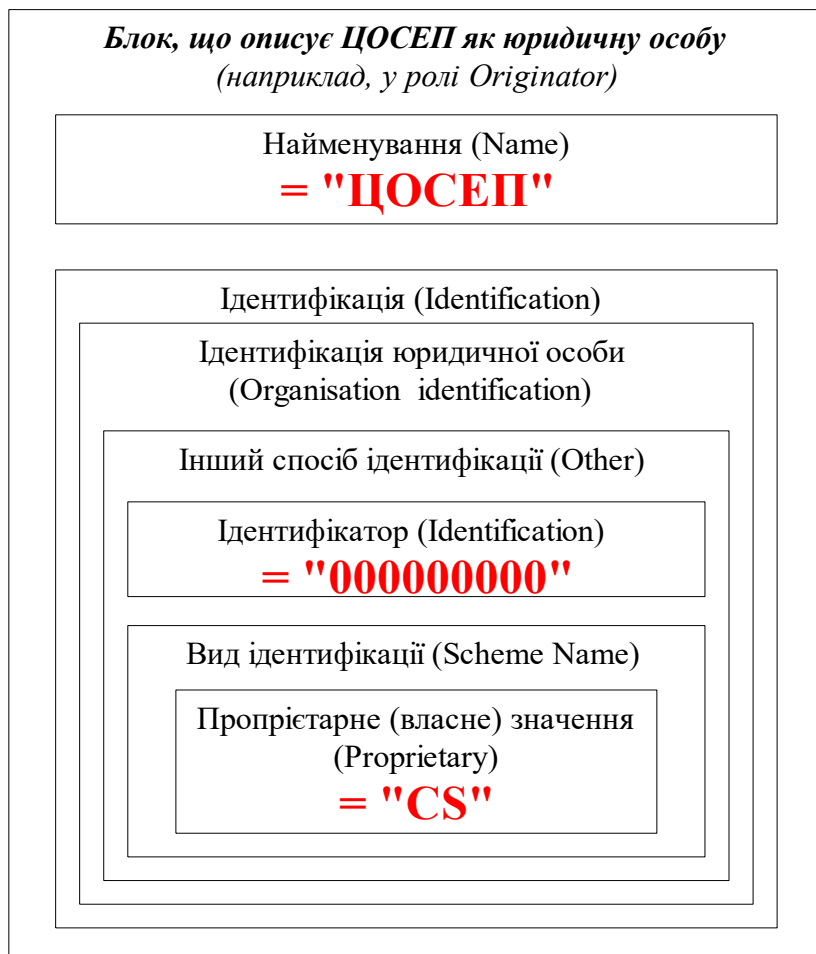 Блок, що описує ЦОСЕП як юридичну особу
(наприклад, у ролі Originator)
Найменування (Name)
= "ЦОСЕП"
Ідентифікація (Identification)
Ідентифікація юридичної особи
(Organisation identification)
Інший спосіб ідентифікації (Other)
Ідентифікатор (Identification)
= "000000000"
Вид ідентифікації (Scheme Name)
Пропрієтарне (власне) значення
(Proprietary)
= "CS"